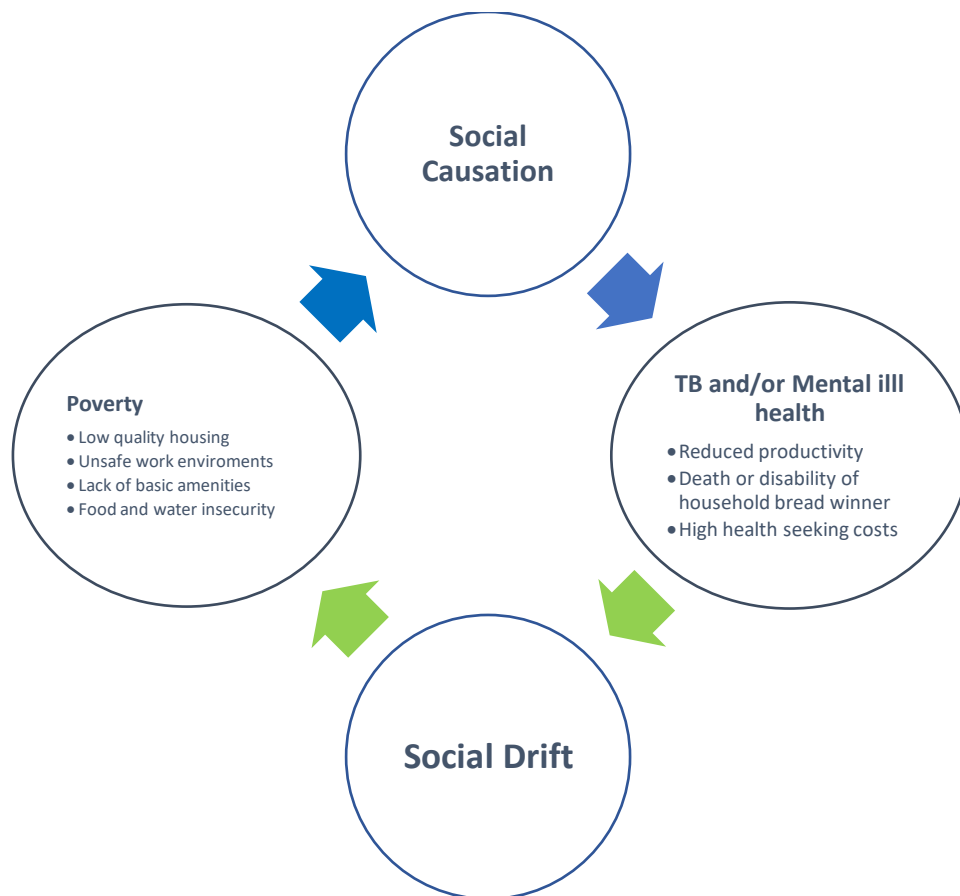 Social
Causation
Poverty
• Low quality housing
• Unsafe work enviroments
• Lack of basic amenities
• Food and water insecurity
TB and/or Mental illl
health
• Reduced productivity
• Death or disability of
household bread winner
• High health seeking costs
Social Drift